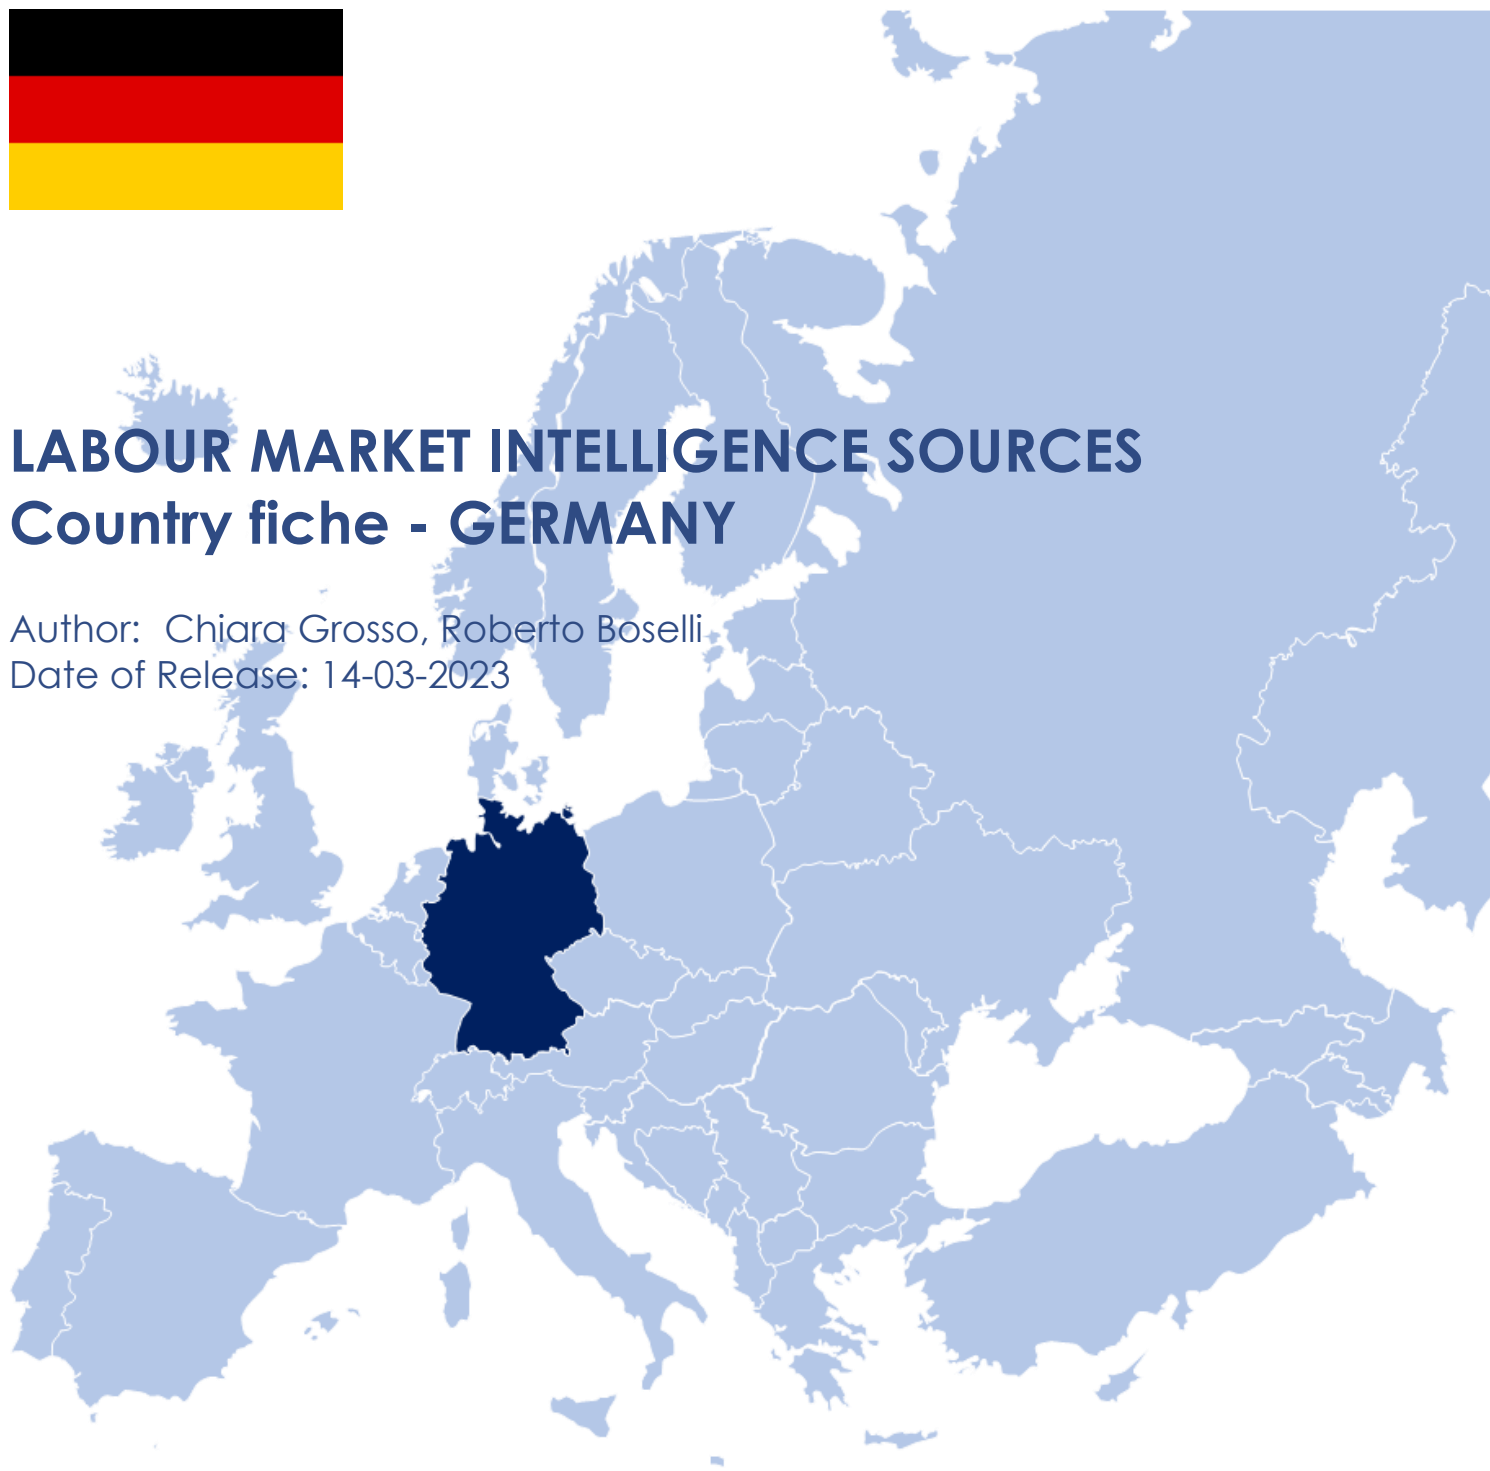 LABOUR MARKET INTELLIGENCE SOURCES
Country fiche - GERMANY
Author: Chiara Grosso, Roberto Boselli
Date of Release: 14-03-2023